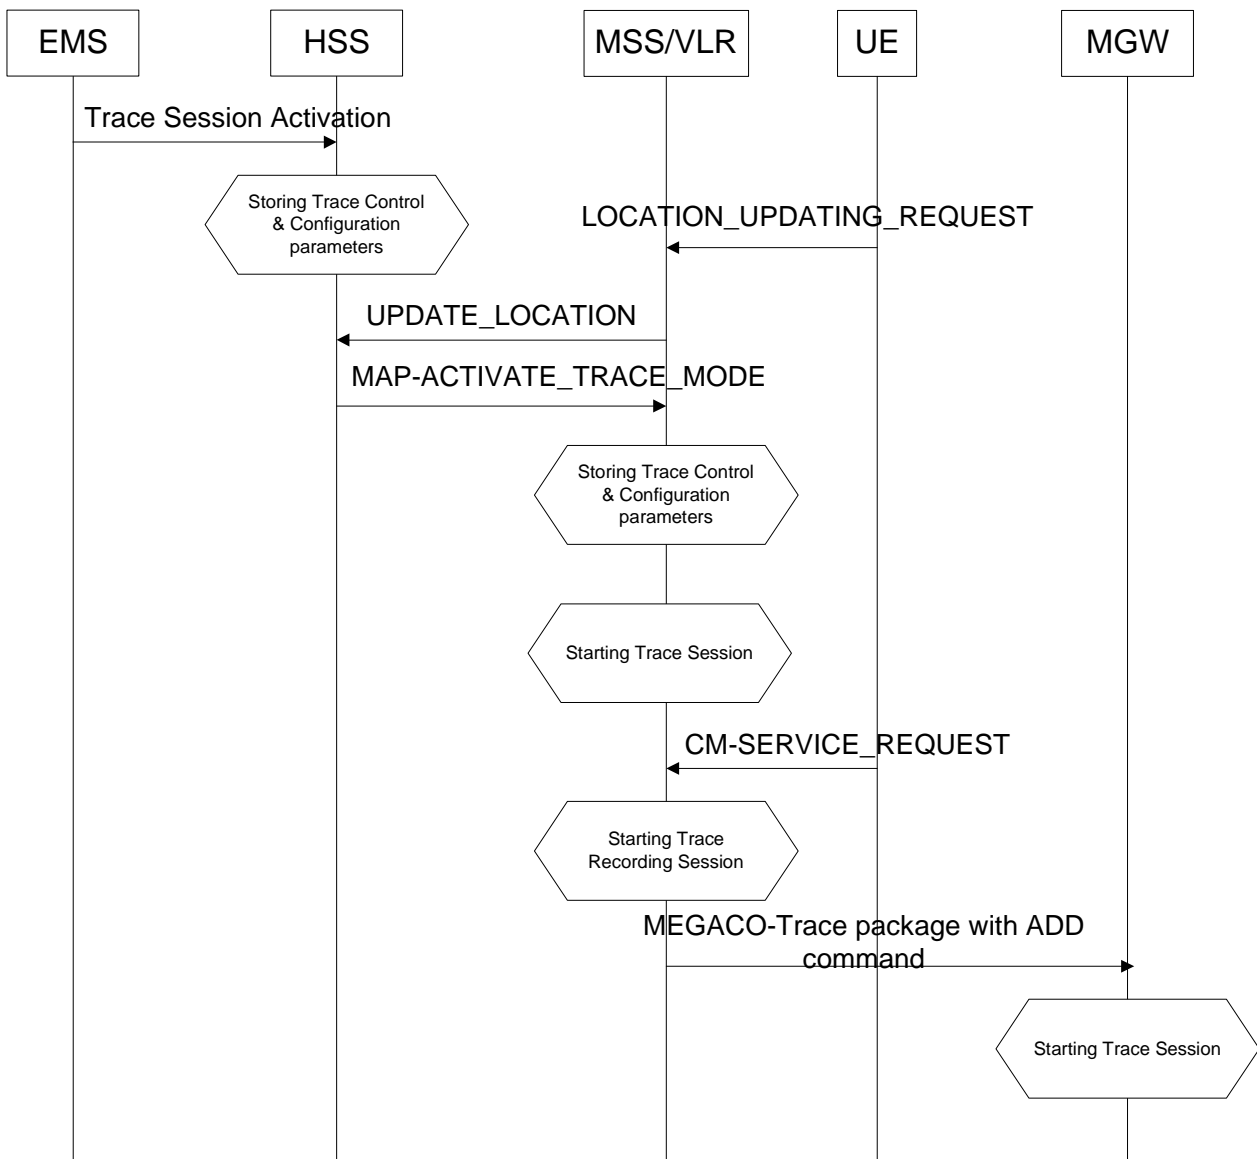 EMS
HSS
MSS/VLR
UE
MGW
Trace Session Activation
Storing Trace Control
& Configuration
parameters
LOCATION_UPDATING_REQUEST
UPDATE_LOCATION
MAP-ACTIVATE_TRACE_MODE
Storing Trace Control
& Configuration
parameters
Starting Trace Session
CM-SERVICE_REQUEST
Starting Trace
Recording Session
MEGACO-Trace package with ADD
command
Starting Trace Session